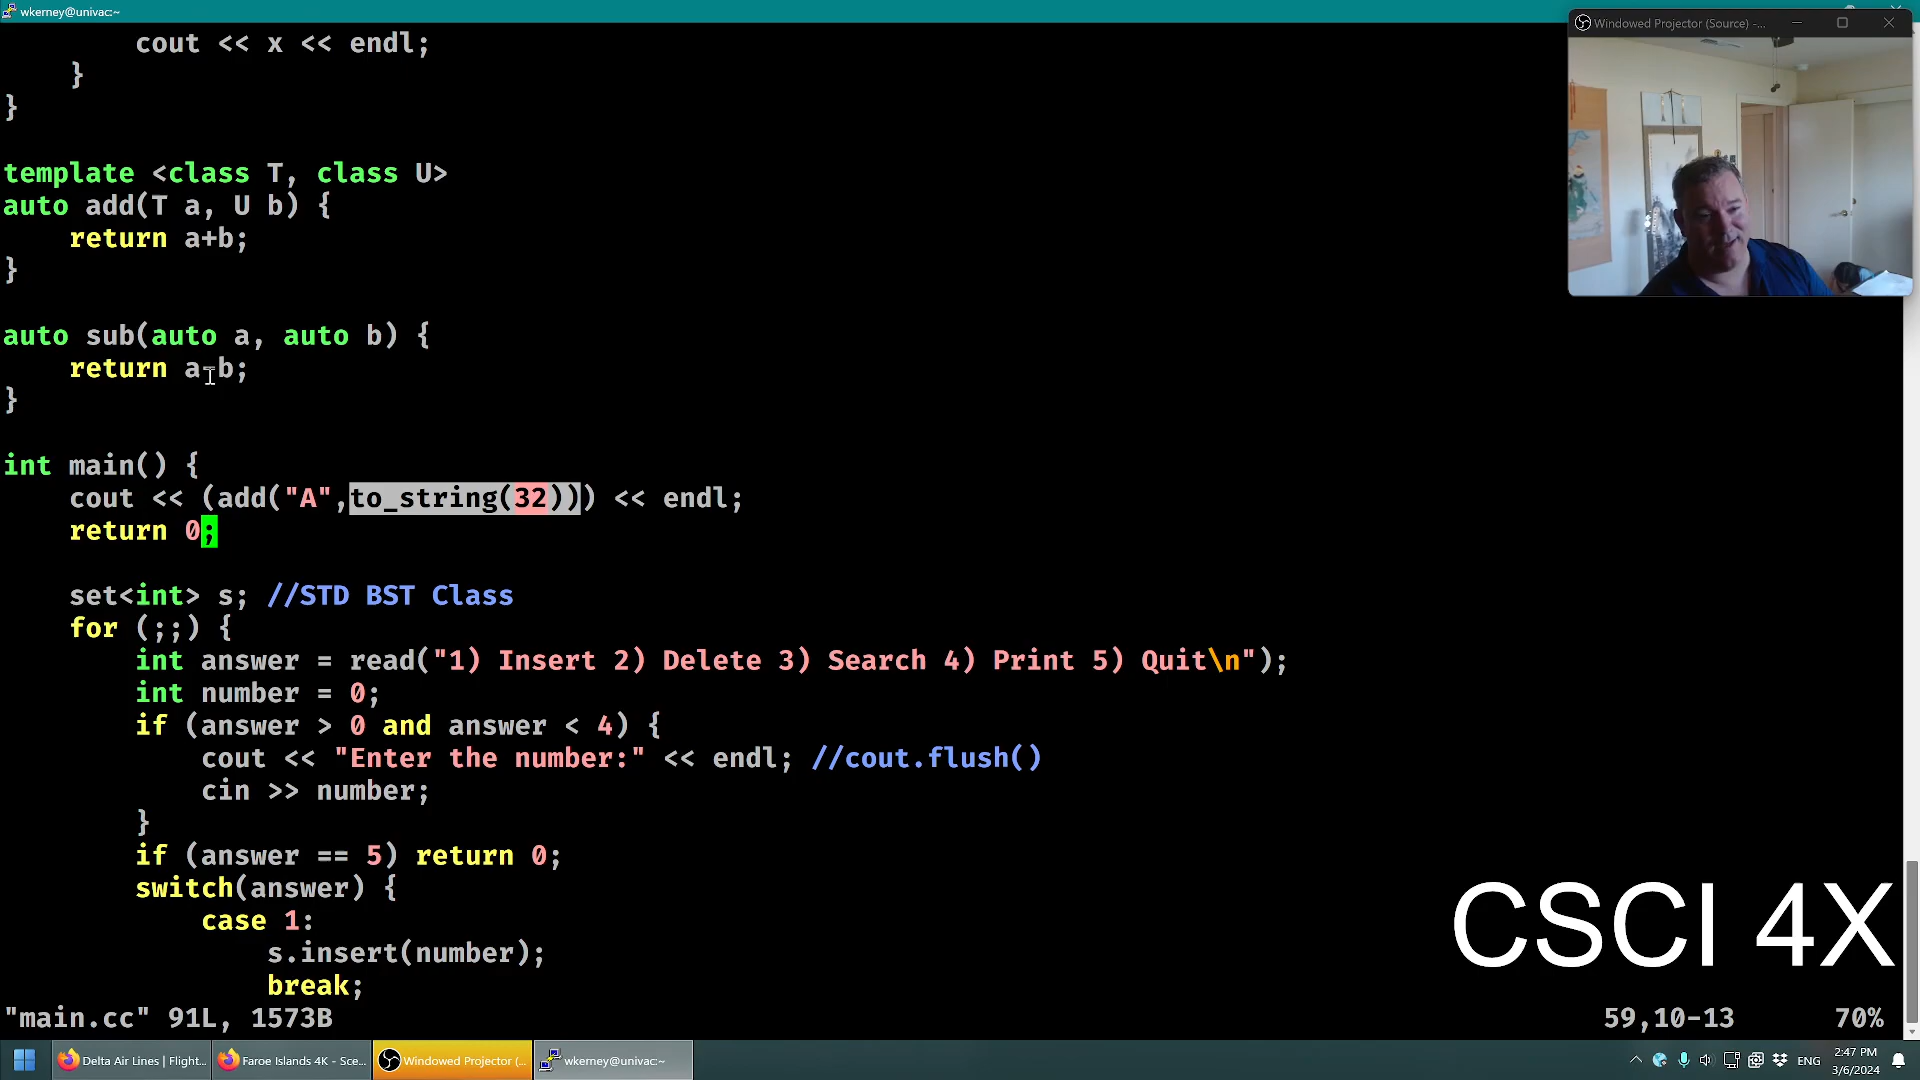 wkerney@univac:~
Windowed Projector (Source) -...
        cout << x << endl;
    }
}
template <class T, class U>
auto add(T a, U b) {
    return a+b;
}
auto sub(auto a, auto b) {
    return a-b;
}
int main() {
    cout << (add("A",to_string(32))) << endl;
    return 0;
    set<int> s; //STD BST Class
    for (;;) {
        int answer = read("1) Insert 2) Delete 3) Search 4) Print 5) Quit\n");
        int number = 0;
        if (answer > 0 and answer < 4) {
            cout << "Enter the number:" << endl; //cout.flush()
            cin >> number;
        }
        if (answer == 5) return 0;
        switch(answer) {
            case 1:
                s.insert(number);
                break;
CSCI 4X
"main.cc" 91L, 1573B 59,10-13 70%
Delta Air Lines | Flight... Faroe Islands 4K - Sce... Windowed Projector (... wkerney@univac:~ ENG 2:47 PM
3/6/2024